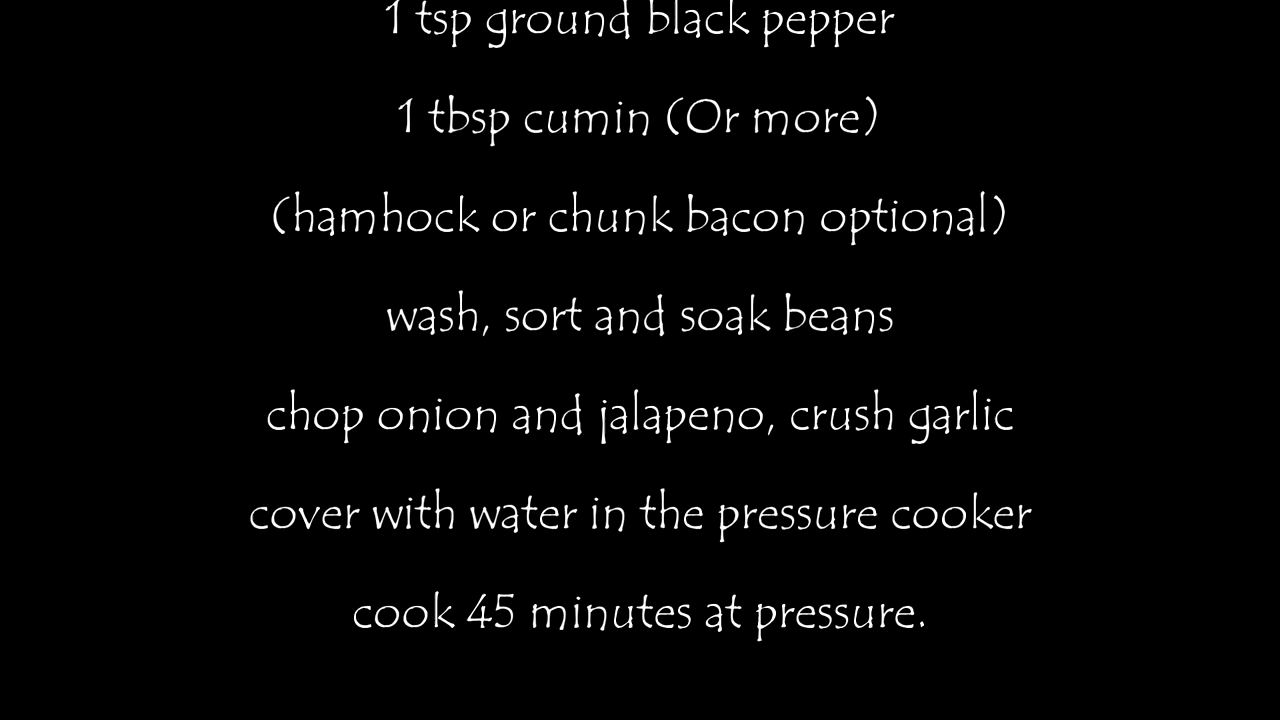 1 tsp ground black pepper
1 tbsp cumin (Or more)
(hamhock or chunk bacon optional)
wash, sort and soak beans
chop onion and jalapeno, crush garlic
cover with water in the pressure cooker
cook 45 minutes at pressure.